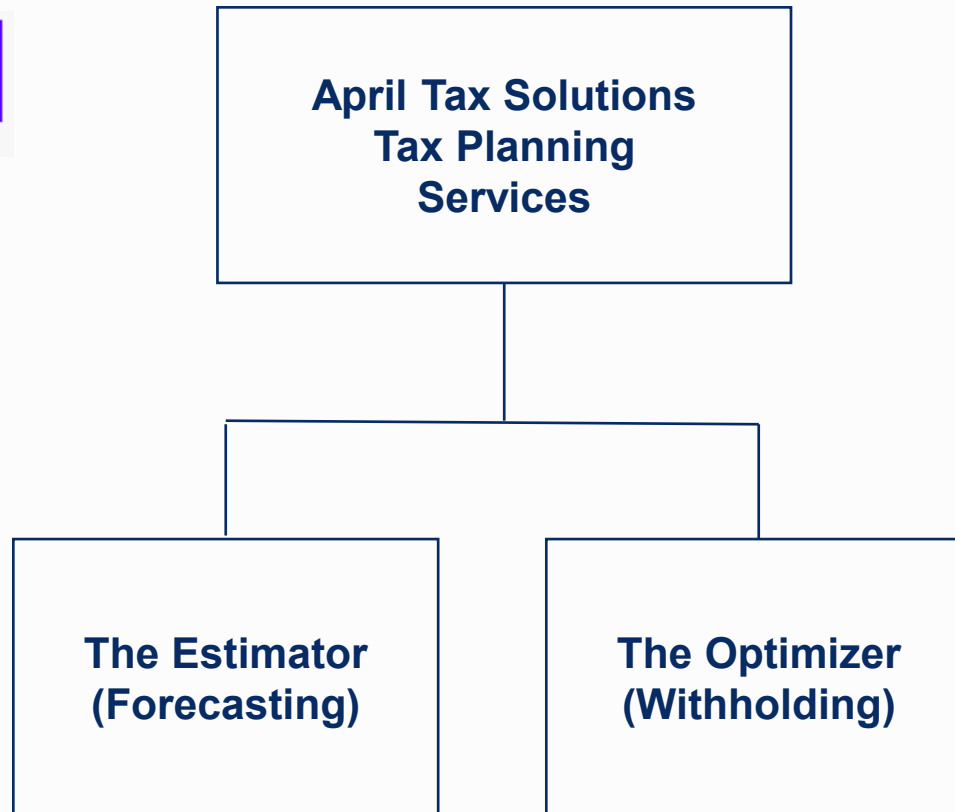 April Tax Solutions
Tax Planning
Services
The Estimator
(Forecasting)
The Optimizer
(Withholding)